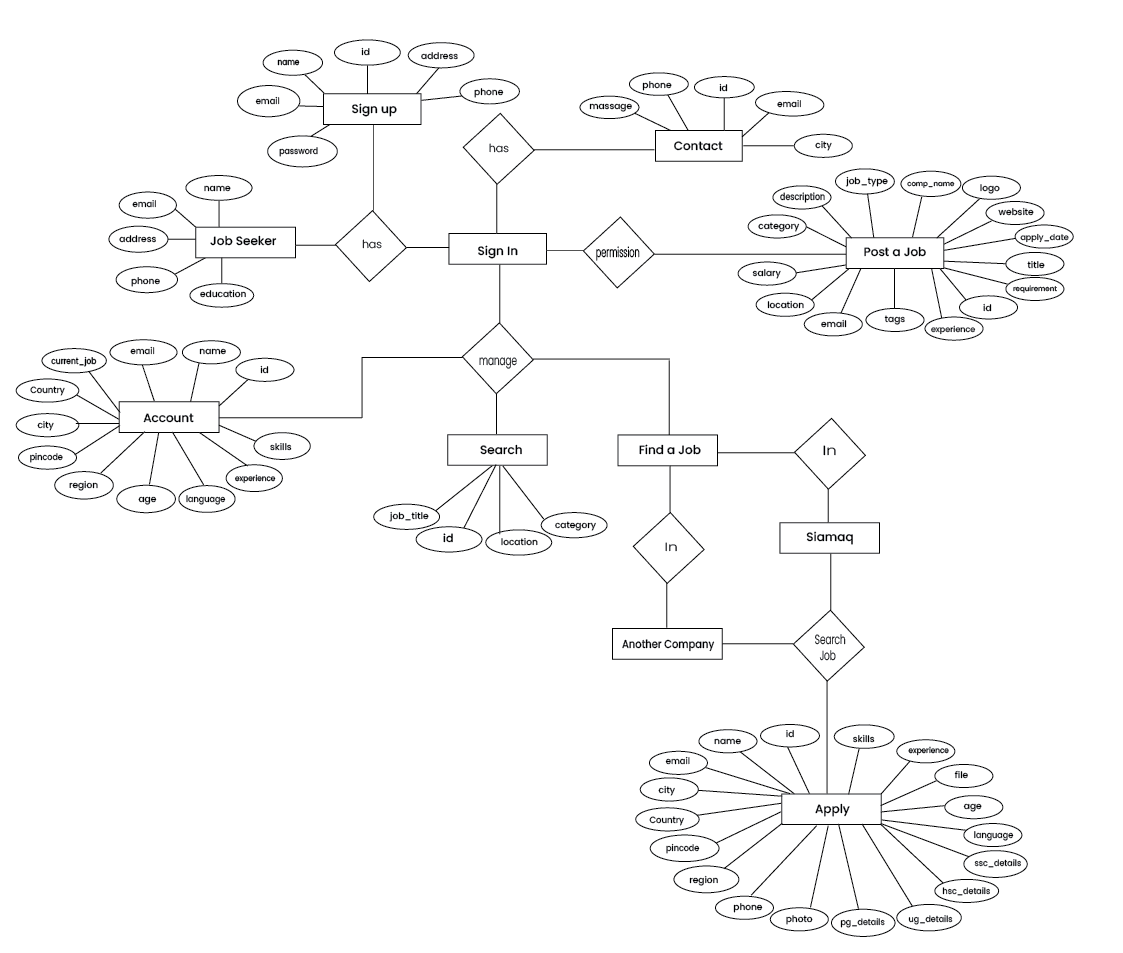 id
address
name
phone
email
Sign up
password
phone
id
massage
email
has
Contact
city
name
email
address
Job Seeker
phone
education
has
Sign In
permission
job_type
comp_name
logo
description
website
category
apply_date
Post a Job
title
salary
requirement
location
id
email
tags
experience
manage
email
name
current_job
id
Country
Account
city
skills
pincode
experience
region
age
language
Search
job_title
id
location
category
Find a Job
In
In
Siamaq
Another Company
Search
Job
id
skills
name
experience
email
file
city
Apply
age
Country
language
pincode
ssc_details
region
hsc_details
phone
photo
pg_details
ug_details